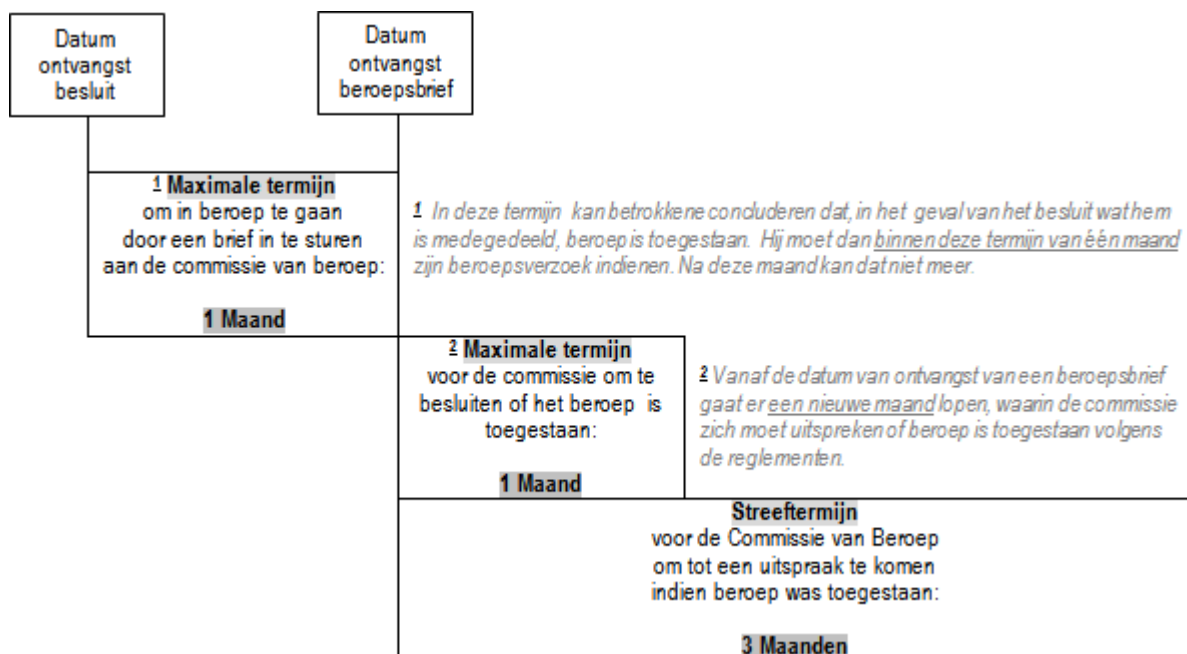 Datum
ontvangst
besluit
Datum
ontvangst
beroepsbrief
1 Maximale termijn
om in beroep te gaan
door een brief in te sturen
aan de commissie van beroep:
1 Maand
1 In deze termijn kan betrokkene concluderen dat, in het geval van het besluit wat hem
is medegedeeld, beroep is toegestaan. Hij moet dan binnen deze termijn van één maand
zijn beroepsverzoek indienen. Na deze maand kan dat niet meer.
2 Maximale termijn
voor de commissie om te
besluiten of het beroep is
toegestaan:
1 Maand
2 Vanaf de datum van ontvangst van een beroepsbrief
gaat er een nieuwe maand lopen, waarin de commissie
zich moet uitspreken of beroep is toegestaan volgens
de reglementen.
Streeftermijn
voor de Commissie van Beroep
om tot een uitspraak te komen
indien beroep was toegestaan:
3 Maanden